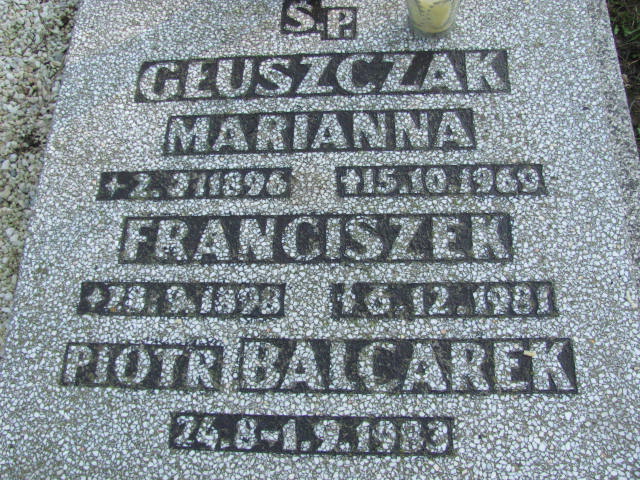 Ś.P.
GEUSZCZAK
MARIANNA
*2.3.1896 †15.10.1969
FRANCISZEK
*28.9.1898 †6.12.1981
PIOTR BALCAREK
24.8-1.9.1983